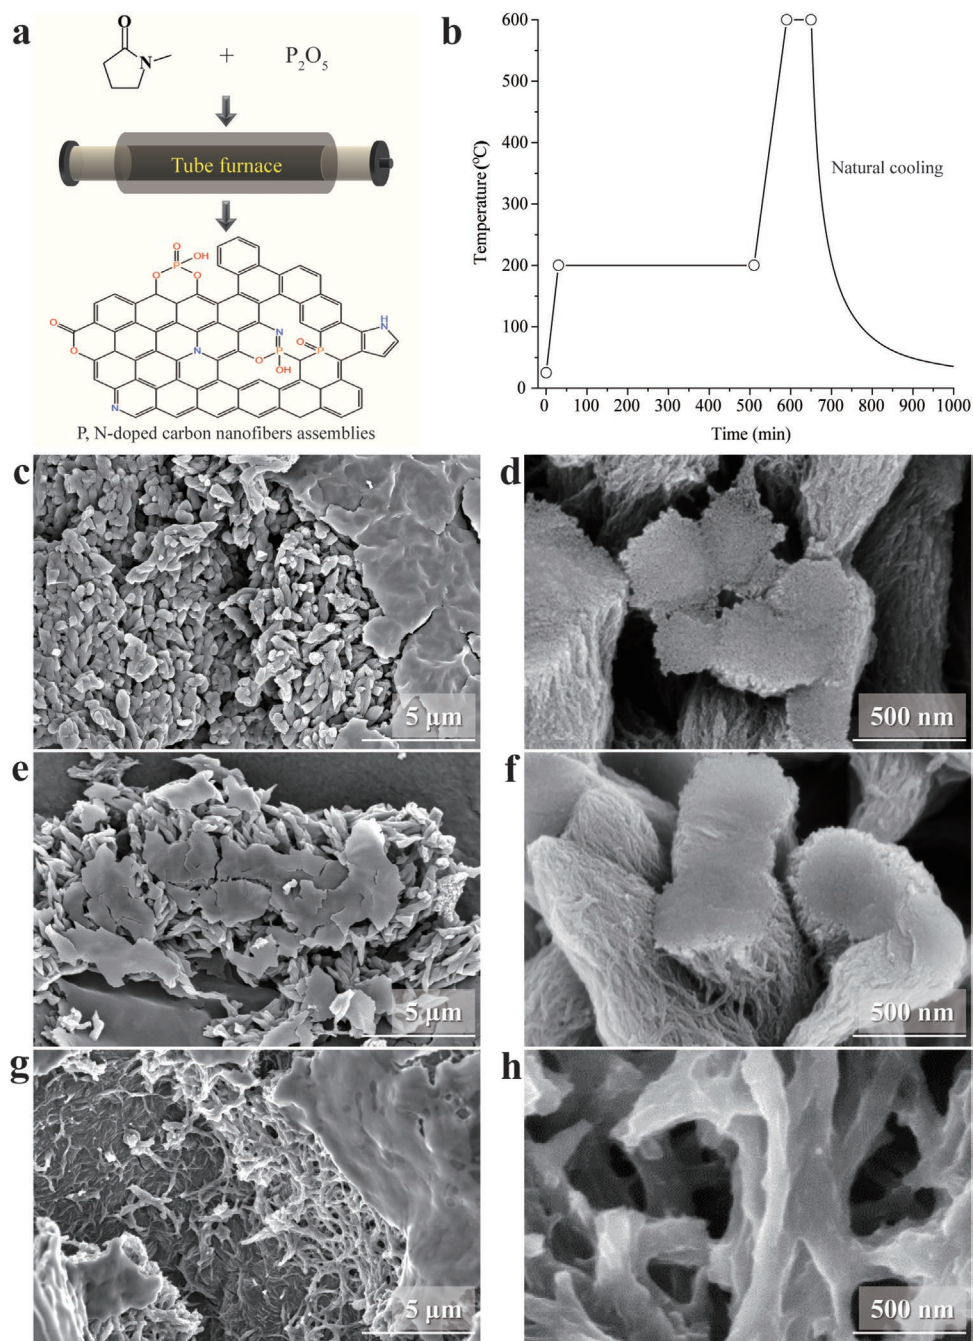 a
O
N
+ P₂O₅
Tube furnace
O
P OH
O O
H
N
O
N
O
P
O
N
O P
OH
N
P, N-doped carbon nanofibers assemblies
b
600
500
400
300
200
100
0
Temperature (°C)
Natural cooling
0 100 200 300 400 500 600 700 800 900 1000
Time (min)
c
5 µm
d
500 nm
e
5 µm
f
500 nm
g
5 µm
h
500 nm